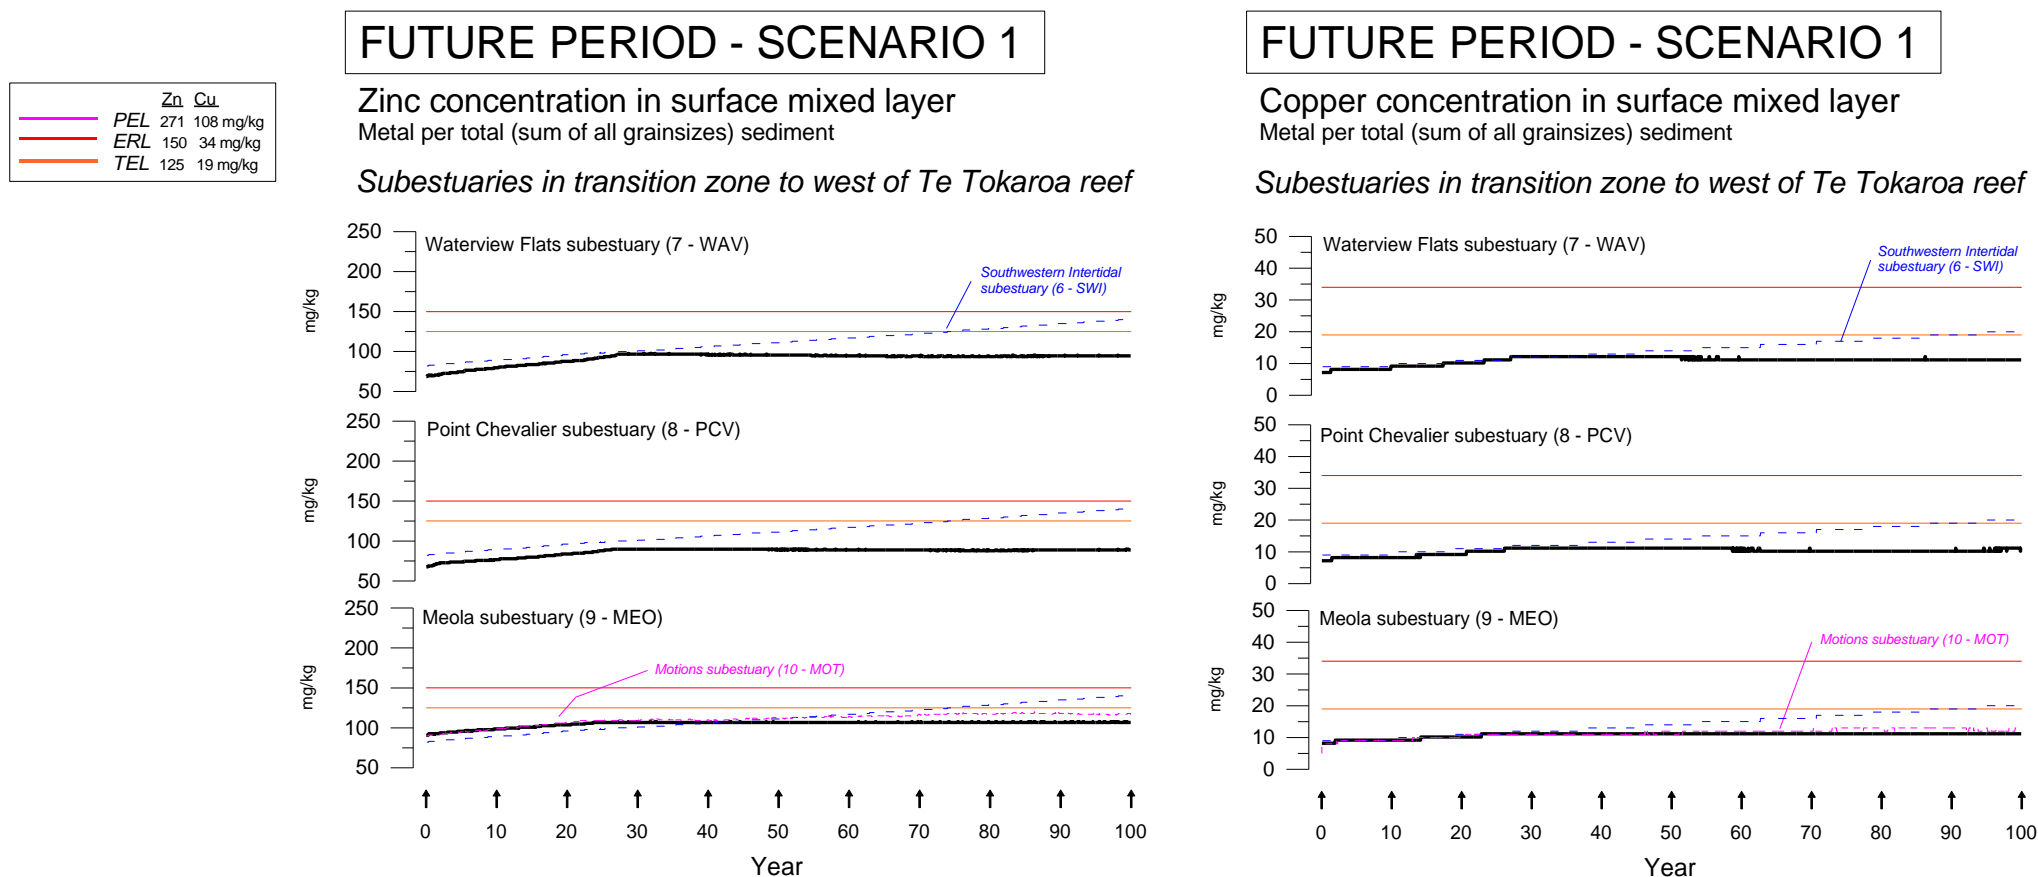 FUTURE PERIOD - SCENARIO 1
Zn Cu
PEL 271 108 mg/kg
ERL 150 34 mg/kg
TEL 125 19 mg/kg
Zinc concentration in surface mixed layer
Metal per total (sum of all grainsizes) sediment
Subestuaries in transition zone to west of Te Tokaroa reef
250
200
150
100
50
mg/kg
Waterview Flats subestuary (7 - WAV)
Southwestern Intertidal
subestuary (6 - SWI)
250
200
150
100
50
mg/kg
Point Chevalier subestuary (8 - PCV)
250
200
150
100
50
mg/kg
Meola subestuary (9 - MEO)
Motions subestuary (10 - MOT)
0 10 20 30 40 50 60 70 80 90 100
Year
FUTURE PERIOD - SCENARIO 1
Copper concentration in surface mixed layer
Metal per total (sum of all grainsizes) sediment
Subestuaries in transition zone to west of Te Tokaroa reef
50
40
30
20
10
0
mg/kg
Waterview Flats subestuary (7 - WAV)
Southwestern Intertidal
subestuary (6 - SWI)
50
40
30
20
10
0
mg/kg
Point Chevalier subestuary (8 - PCV)
50
40
30
20
10
0
mg/kg
Meola subestuary (9 - MEO)
Motions subestuary (10 - MOT)
0 10 20 30 40 50 60 70 80 90 100
Year